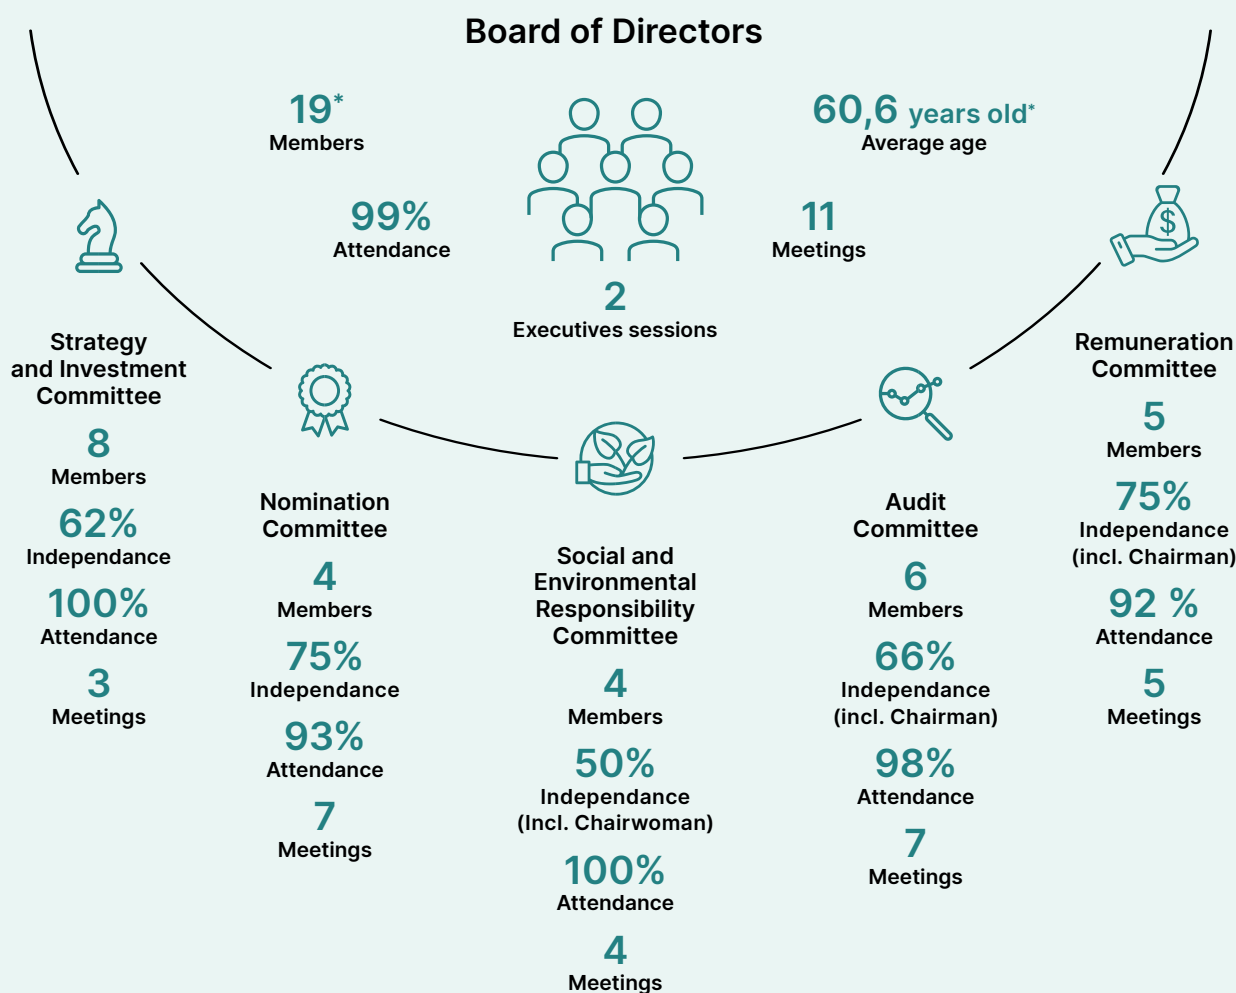 Board of Directors
19*
Members
60,6 years old*
Average age
99%
Attendance
11
Meetings
2
Executives sessions
$
Strategy
and Investment
Committee
8
Members
62%
Independance
100%
Attendance
3
Meetings
Nomination
Committee
4
Members
75%
Independance
93%
Attendance
7
Meetings
Social and
Environmental
Responsibility
Committee
4
Members
50%
Independance
(Incl. Chairwoman)
100%
Attendance
4
Meetings
Audit
Committee
6
Members
66%
Independance
(incl. Chairman)
98%
Attendance
7
Meetings
Remuneration
Committee
5
Members
75%
Independance
(incl. Chairman)
92 %
Attendance
5
Meetings